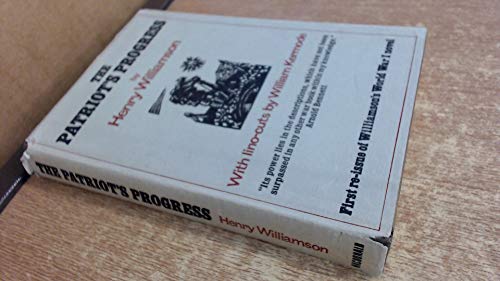 THE
PATRIOT'S PROGRESS
by
Henry Williamson
With lino-cuts by William Kermode
"Its power lies in the descriptions, which have not been
surpassed in any other war book within my knowledge."
Arnold Bennett
First re-issue of Williamson's World War I novel
THE PATRIOT'S PROGRESS Henry Williamson MACDONALD